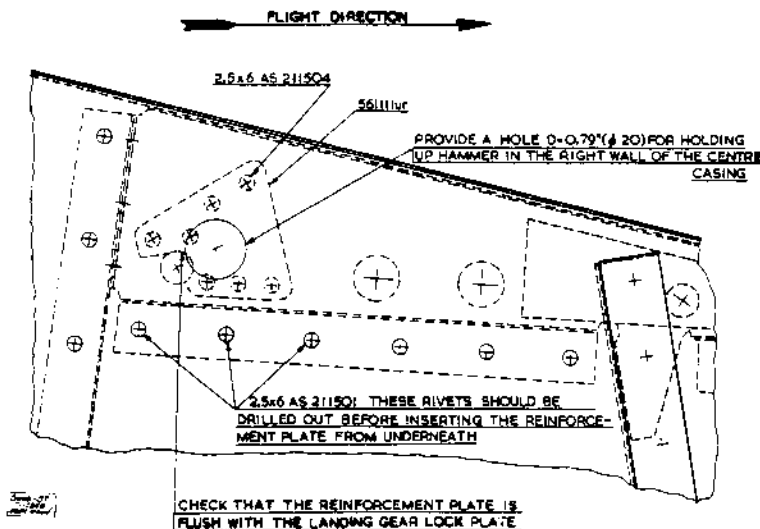 FLIGHT DIRECTION
2,5x6 AS 211504
561111ur
PROVIDE A HOLE D=0.79"(ϕ 20) FOR HOLDING
UP HAMMER IN THE RIGHT WALL OF THE CENTRE
CASING
2,5x6 AS 211501 THESE RIVETS SHOULD BE
DRILLED OUT BEFORE INSERTING THE REINFORCE-
MENT PLATE FROM UNDERNEATH
CHECK THAT THE REINFORCEMENT PLATE IS
FLUSH WITH THE LANDING GEAR LOCK PLATE